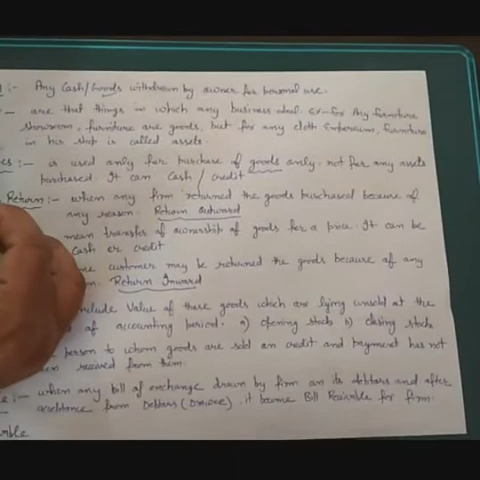 :- Any Cash/Goods withdrawn by owner for personal use.
:- are that things in which any business deal. Ex-for Any furniture
showroom, furniture are goods, but for any cloth Emporium, furniture
in his ship is called assets.
es :- is used only for purchase of goods only. not for any assets
purchased. It can Cash / credit
Return :- when any firm returned the goods purchased because of
any reason. Return outward
mean transfer of ownership of goods for a price. It can be
Cash or credit
me customer may be returned the goods because of any
n: Return Inward
nclude Value of those goods which are lying unsold at the
of accounting period. a) opening stock b) closing stock
person to whom goods are sold on credit and payment has not
en received from them.
e :- when any bill of exchange drawn by firm on its debtors and after
acceptance from Debtors (Drawee), it become Bill Receivable for firm.